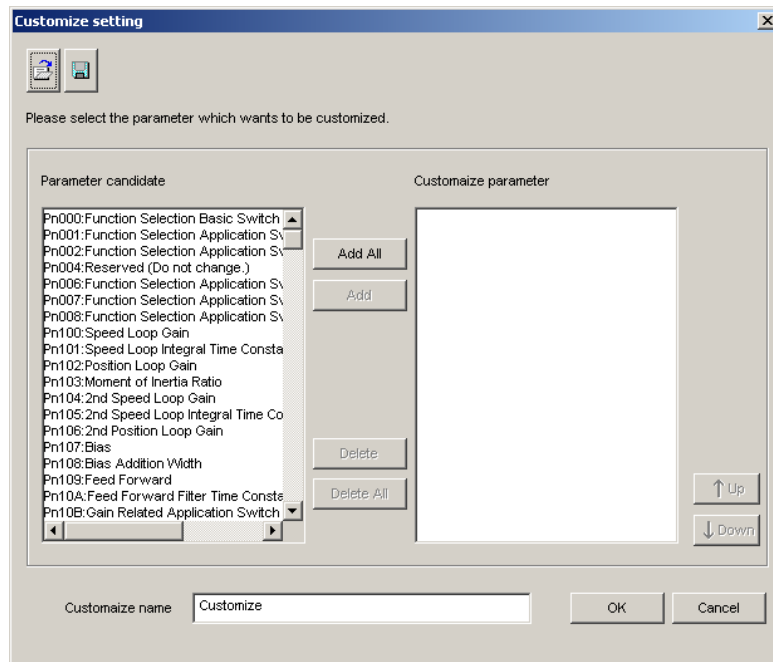 Customize setting
Please select the parameter which wants to be customized.
Parameter candidate
Customaize parameter
Pn000:Function Selection Basic Switch
Pn001:Function Selection Application Sv
Pn002:Function Selection Application Sv
Pn004:Reserved (Do not change.)
Pn006:Function Selection Application Sv
Pn007:Function Selection Application Sv
Pn008:Function Selection Application Sv
Pn100:Speed Loop Gain
Pn101:Speed Loop Integral Time Consta
Pn102:Position Loop Gain
Pn103:Moment of Inertia Ratio
Pn104:2nd Speed Loop Gain
Pn105:2nd Speed Loop Integral Time Co
Pn106:2nd Position Loop Gain
Pn107:Bias
Pn108:Bias Addition Width
Pn109:Feed Forward
Pn10A:Feed Forward Filter Time Consta
Pn10B:Gain Related Application Switch
Add All
Add
Delete
Delete All
Up
Down
Customaize name
Customize
OK
Cancel